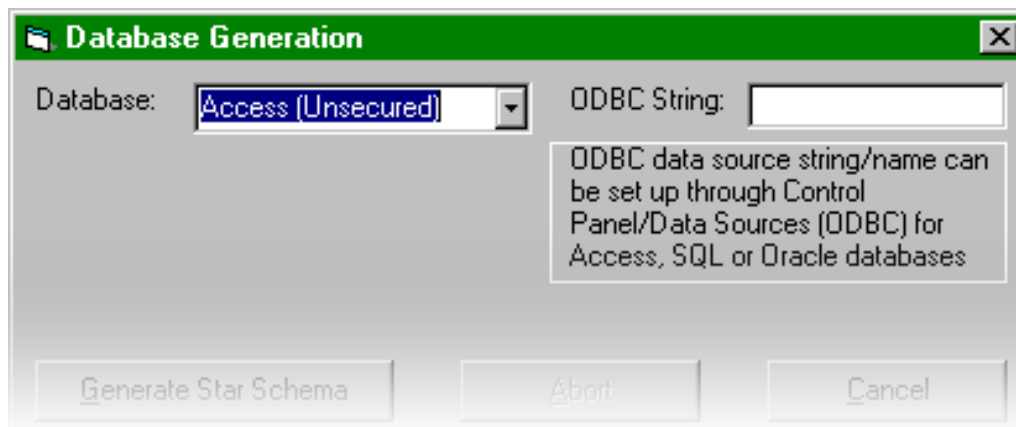 Database Generation
Database: Access (Unsecured) ODBC String:
ODBC data source string/name can
be set up through Control
Panel/Data Sources (ODBC) for
Access, SQL or Oracle databases
Generate Star Schema Abort Cancel